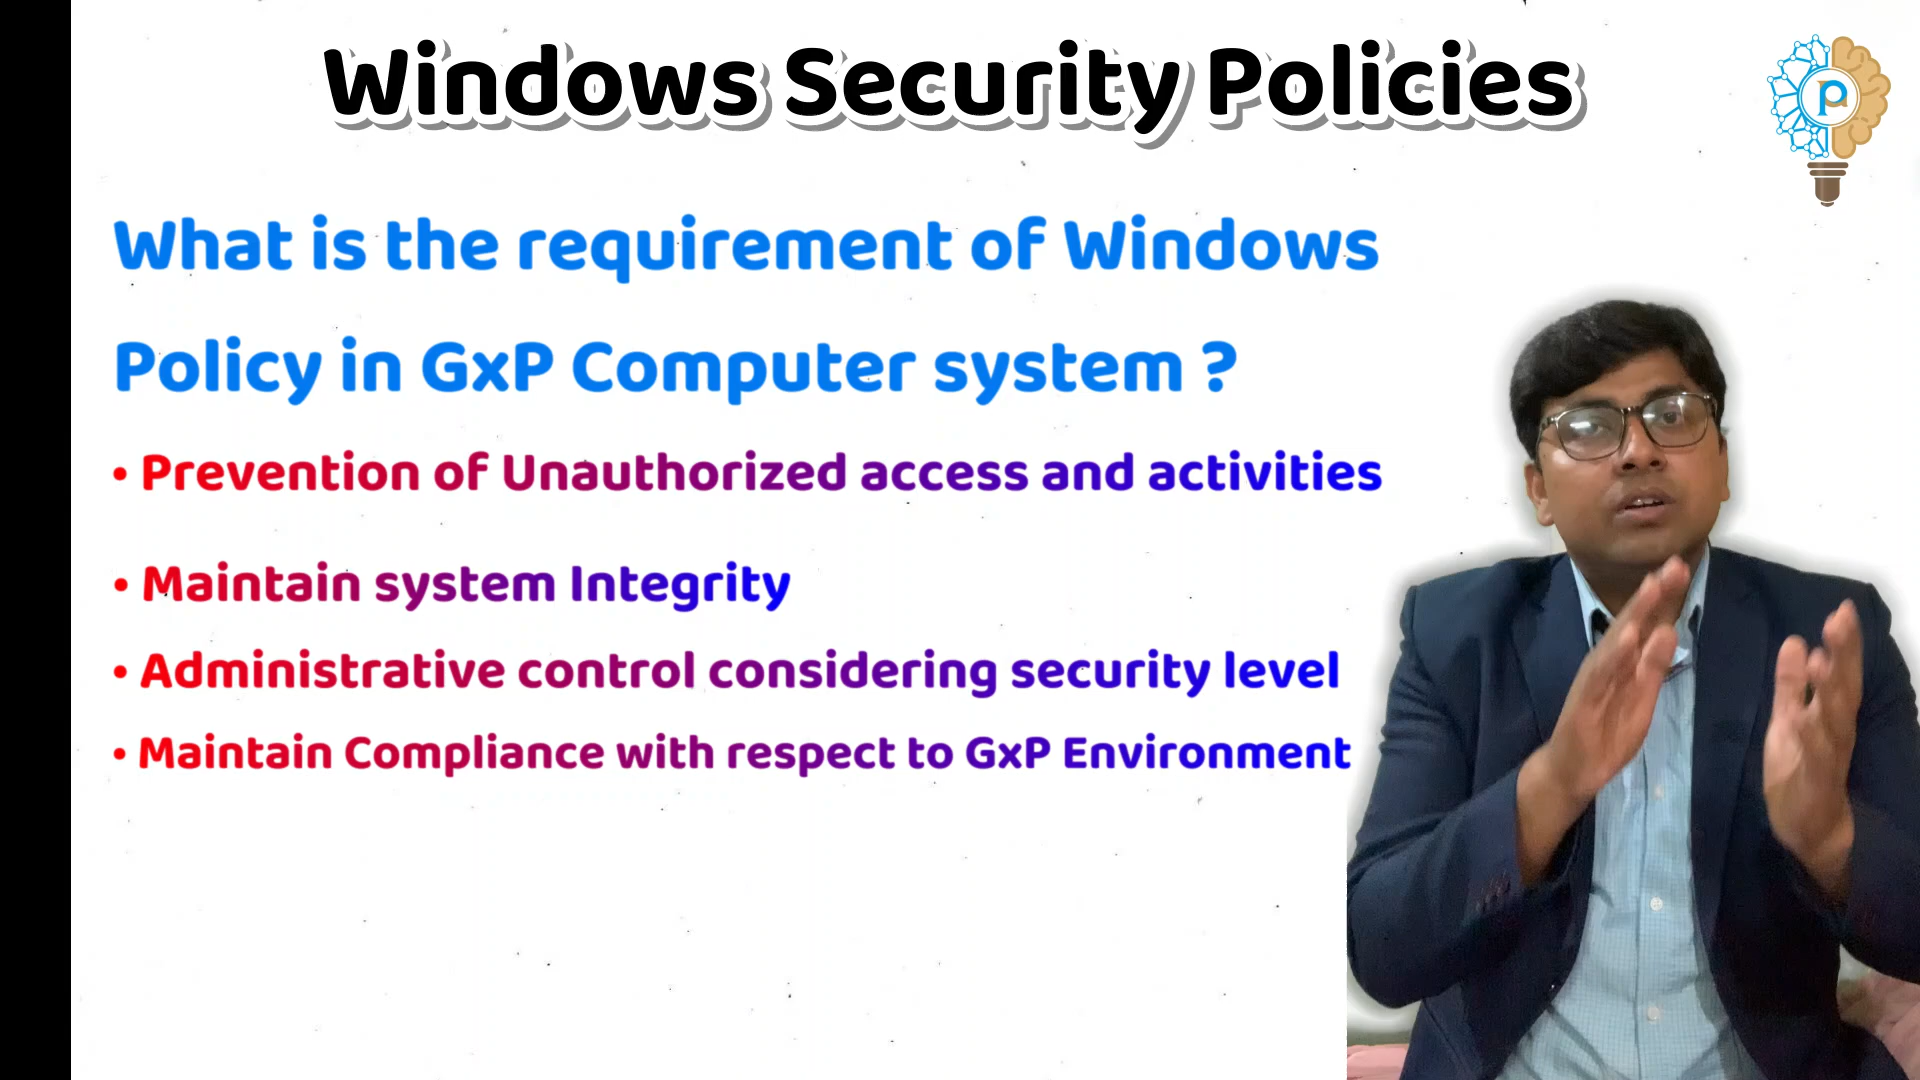 Windows Security Policies
What is the requirement of Windows
Policy in GxP Computer system ?
• Prevention of Unauthorized access and activities
• Maintain system Integrity
• Administrative control considering security level
• Maintain Compliance with respect to GxP Environment
P